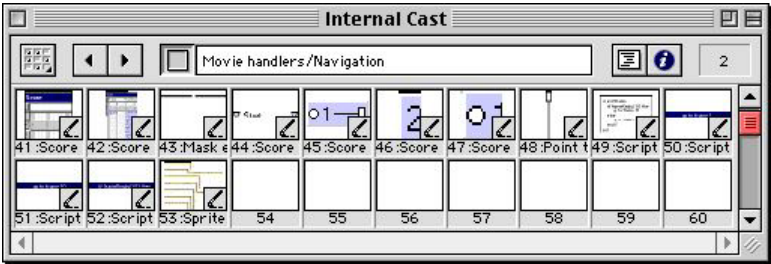 Internal Cast
Movie handlers/Navigation
2
41:Score 42:Score 43:Mask e 44:Score 45:Score 46:Score 47:Score 48:Point t 49:Script 50:Script
51:Script 52:Script 53:Sprite 54 55 56 57 58 59 60